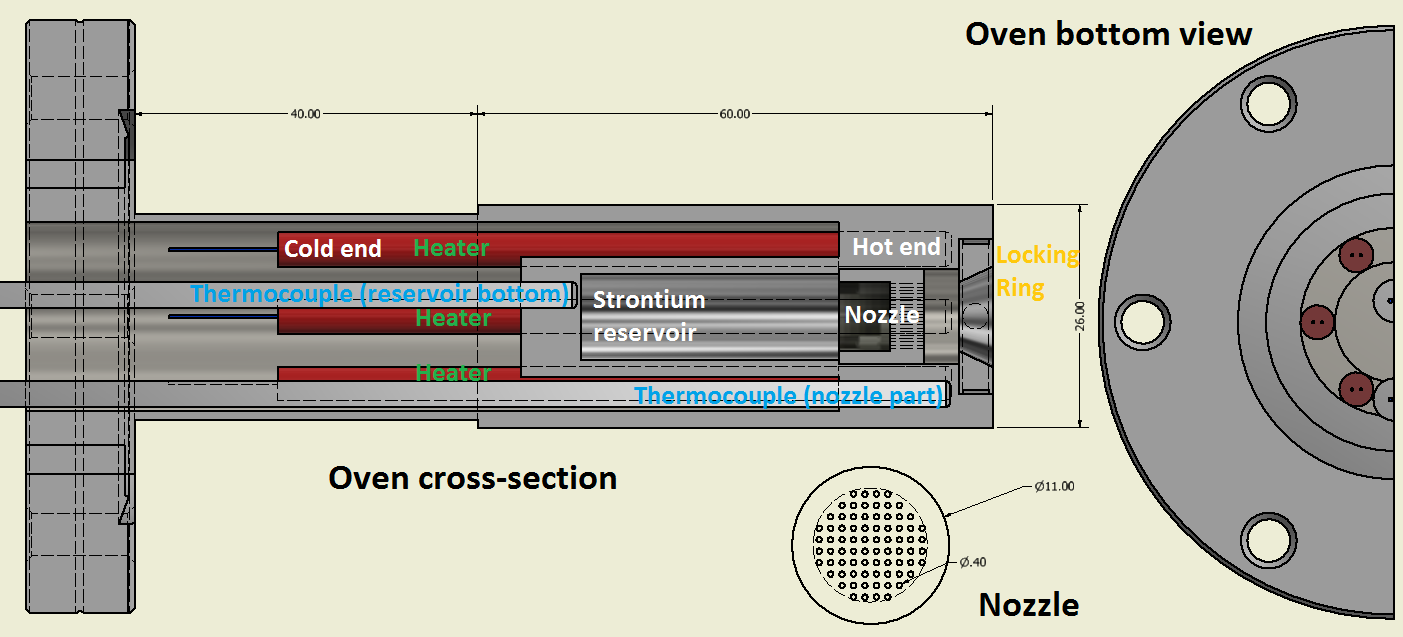 Oven bottom view
40.00
60.00
Cold end
Heater
Hot end
Locking
Ring
Thermocouple (reservoir bottom)
Strontium
reservoir
Heater
Nozzle
26.00
Heater
Thermocouple (nozzle part)
Oven cross-section
Ø11.00
Ø.40
Nozzle